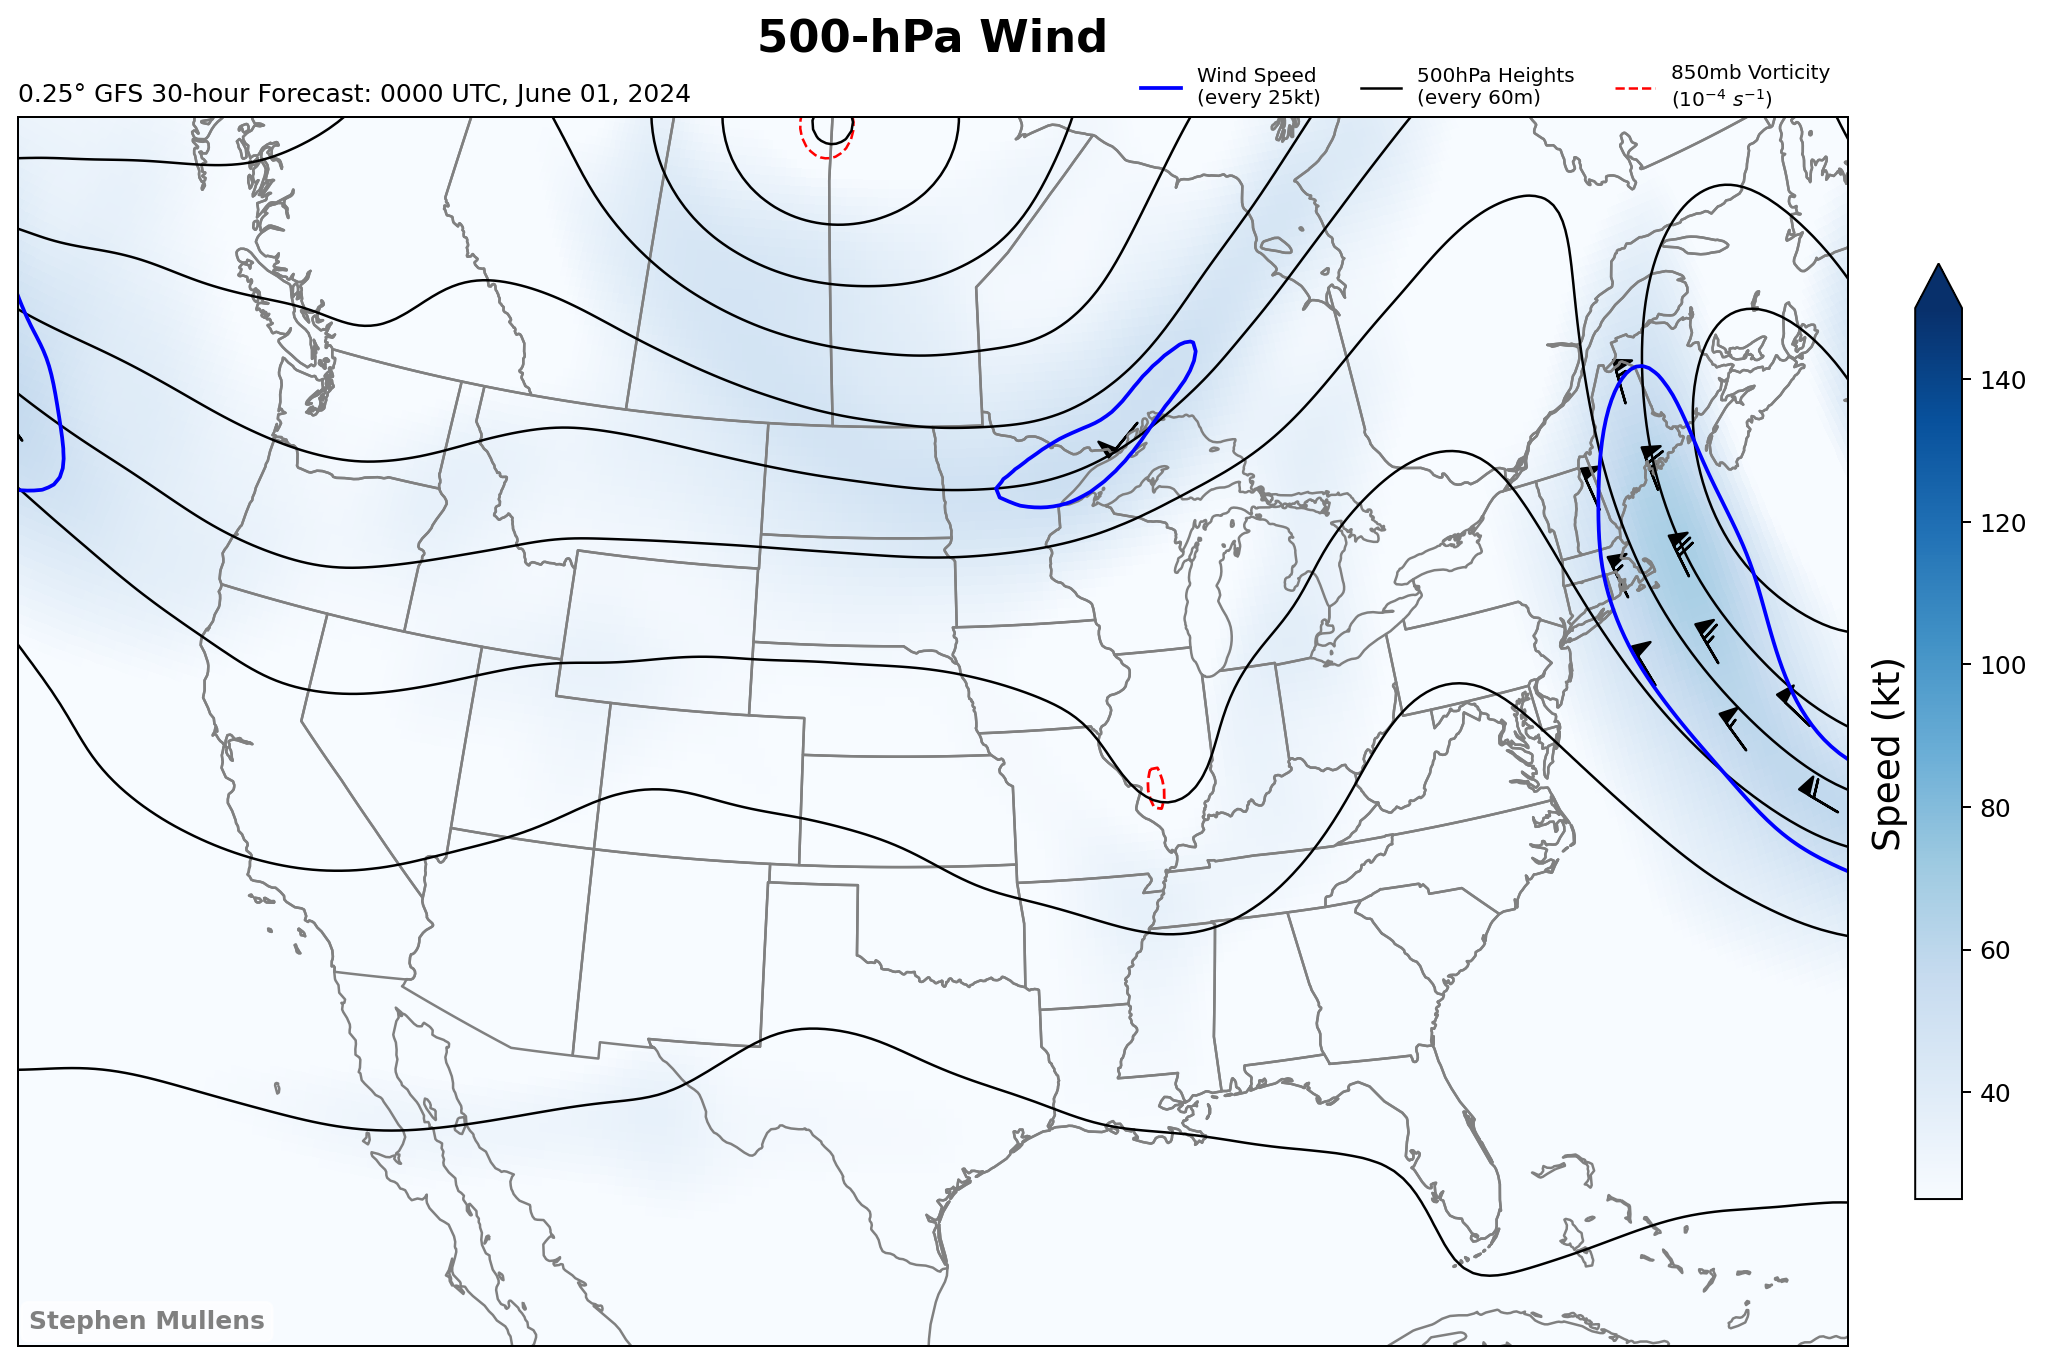 500-hPa Wind
0.25° GFS 30-hour Forecast: 0000 UTC, June 01, 2024
Wind Speed
(every 25kt)
500hPa Heights
(every 60m)
850mb Vorticity
(10⁻⁴ s⁻¹)
140
120
100
80
60
40
Speed (kt)
Stephen Mullens